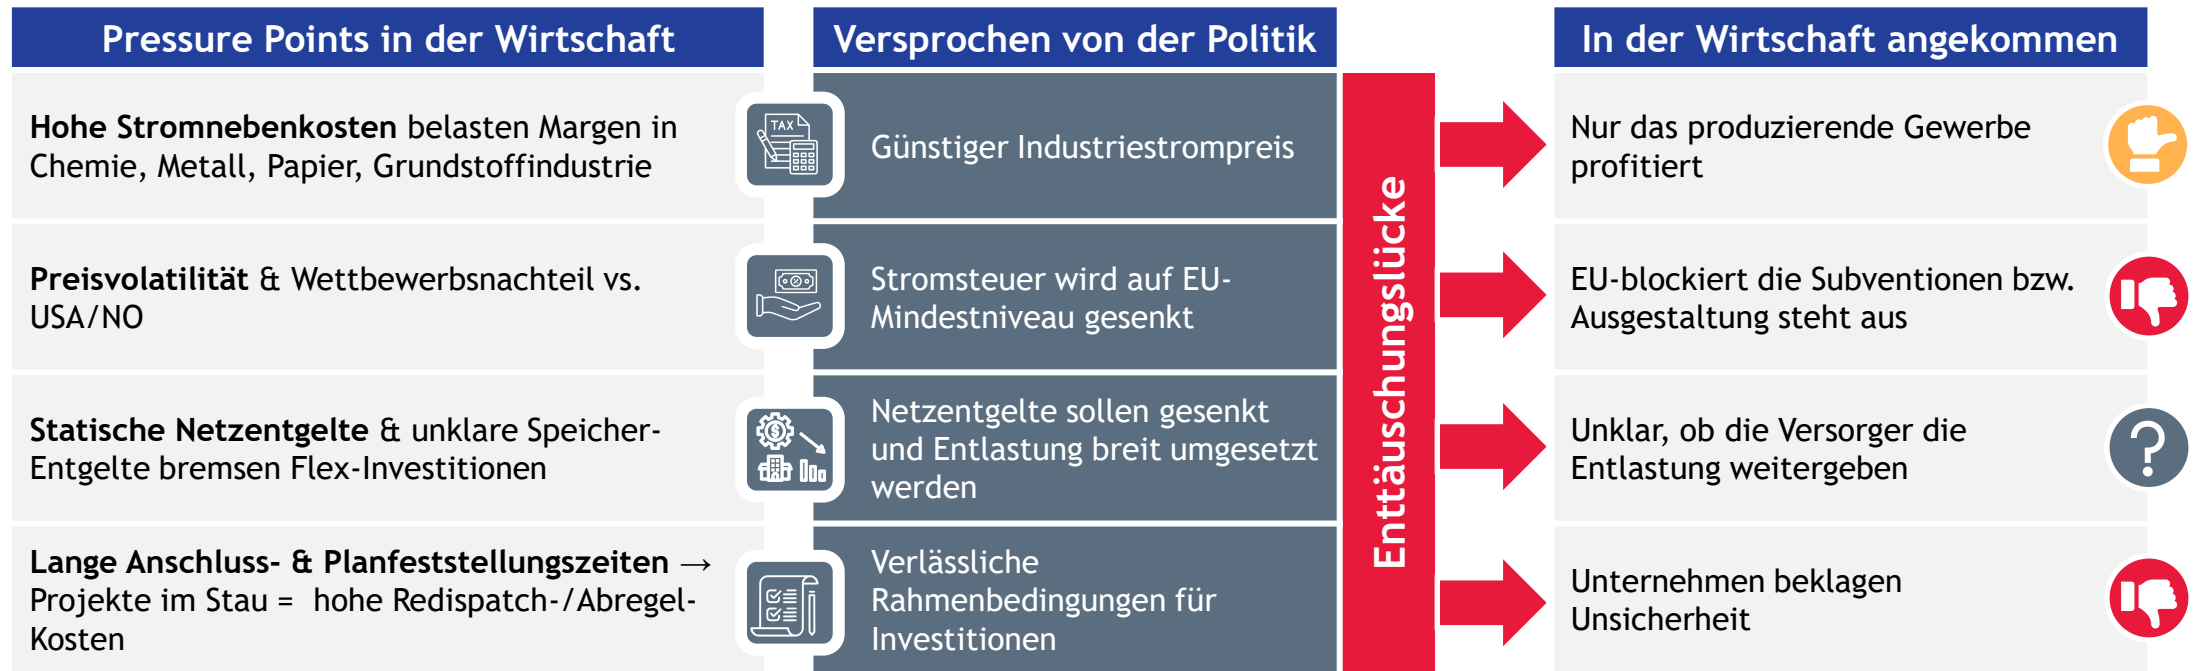 Pressure Points in der Wirtschaft
Versprochen von der Politik
In der Wirtschaft angekommen
Hohe Stromnebenkosten belasten Margen in
Chemie, Metall, Papier, Grundstoffindustrie
TAX
Günstiger Industriestrompreis
Nur das produzierende Gewerbe
profitiert
Preisvolatilität & Wettbewerbsnachteil vs.
USA/NO
Stromsteuer wird auf EU-
Mindestniveau gesenkt
EU-blockiert die Subventionen bzw.
Ausgestaltung steht aus
Statische Netzentgelte & unklare Speicher-
Entgelte bremsen Flex-Investitionen
$
Netzentgelte sollen gesenkt
und Entlastung breit umgesetzt
werden
Unklar, ob die Versorger die
Entlastung weitergeben
?
Lange Anschluss- & Planfeststellungszeiten →
Projekte im Stau = hohe Redispatch-/Abregel-
Kosten
Verlässliche
Rahmenbedingungen für
Investitionen
Unternehmen beklagen
Unsicherheit
Enttäuschungslücke